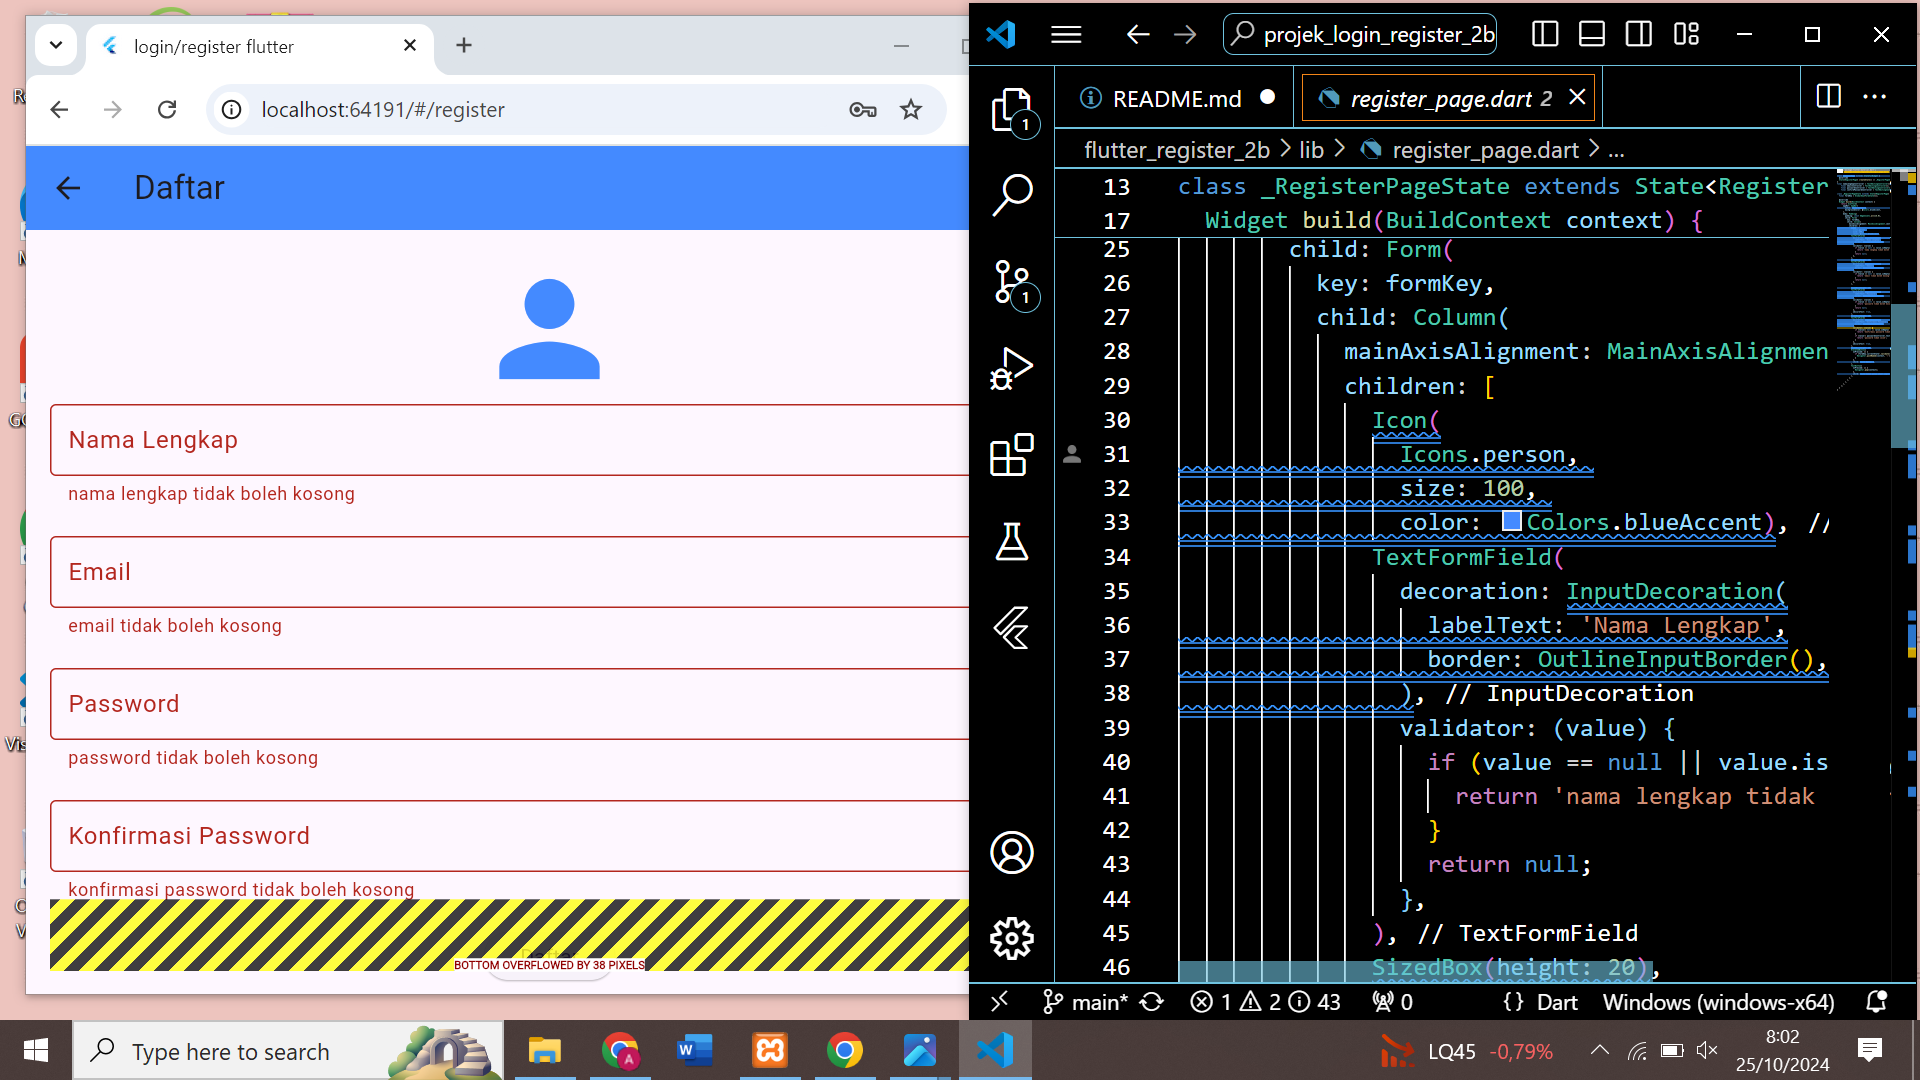 login/register flutter
localhost:64191/#/register
Daftar
Nama Lengkap
nama lengkap tidak boleh kosong
Email
email tidak boleh kosong
Password
password tidak boleh kosong
Konfirmasi Password
konfirmasi password tidak boleh kosong
BOTTOM OVERFLOWED BY 38 PIXELS
projek_login_register_2b
README.md
register_page.dart 2
flutter_register_2b > lib > register_page.dart > ...
1
1
13 class _RegisterPageState extends State<Register
17 Widget build(BuildContext context) {
25 child: Form(
26 key: formKey,
27 child: Column(
28 mainAxisAlignment: MainAxisAlignmen
29 children: [
30 Icon(
31 Icons.person,
32 size: 100,
33 color: Colors.blueAccent), //
34 TextFormField(
35 decoration: InputDecoration(
36 labelText: 'Nama Lengkap',
37 border: OutlineInputBorder(),
38 ), // InputDecoration
39 validator: (value) {
40 if (value == null || value.is
41 return 'nama lengkap tidak
42 }
43 return null;
44 },
45 ), // TextFormField
46 SizedBox(height: 20),
main* 1 2 43 0 {} Dart Windows (windows-x64)
Type here to search
LQ45 -0,79%
8:02
25/10/2024